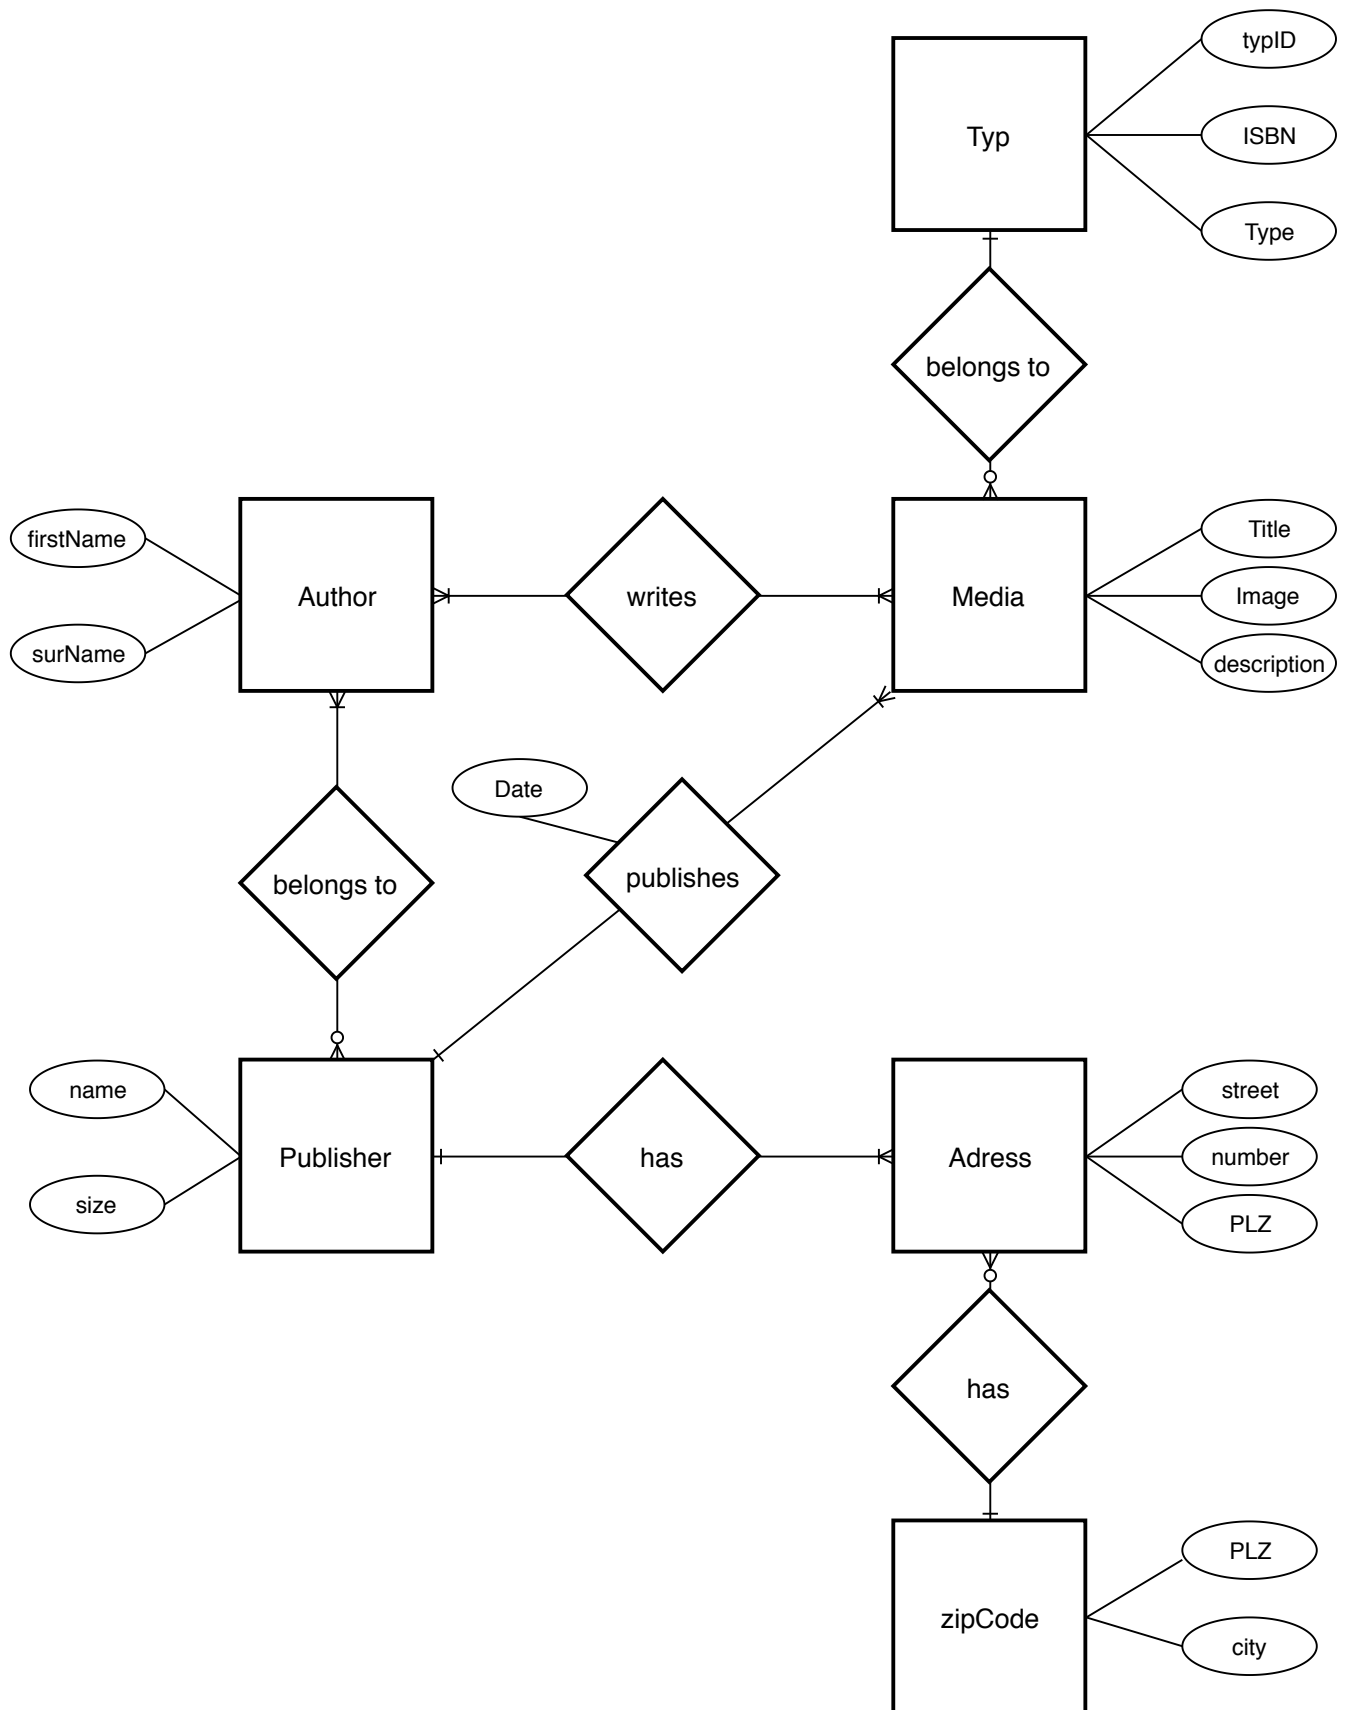 typID
Typ
ISBN
Type
belongs to
firstName
Author
surName
writes
Media
Title
Image
description
Date
belongs to
publishes
name
Publisher
size
has
Adress
street
number
PLZ
has
PLZ
zipCode
city